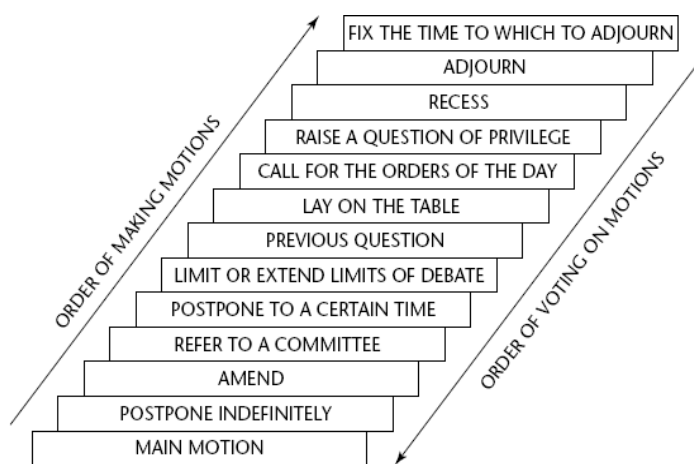 FIX THE TIME TO WHICH TO ADJOURN
ADJOURN
RECESS
RAISE A QUESTION OF PRIVILEGE
CALL FOR THE ORDERS OF THE DAY
LAY ON THE TABLE
PREVIOUS QUESTION
LIMIT OR EXTEND LIMITS OF DEBATE
POSTPONE TO A CERTAIN TIME
REFER TO A COMMITTEE
AMEND
POSTPONE INDEFINITELY
MAIN MOTION
ORDER OF MAKING MOTIONS
ORDER OF VOTING ON MOTIONS